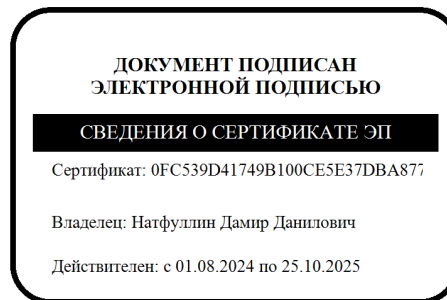 ДОКУМЕНТ ПОДПИСАН
ЭЛЕКТРОННОЙ ПОДПИСЬЮ
СВЕДЕНИЯ О СЕРТИФИКАТЕ ЭП
Сертификат: 0FC539D41749B100CE5E37DBA877
Владелец: Натфуллин Дамир Данилович
Действителен: с 01.08.2024 по 25.10.2025